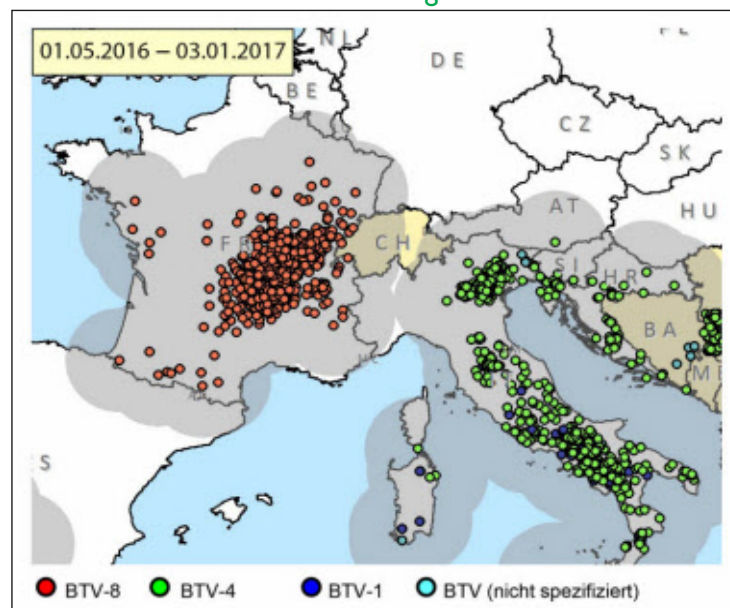 01.05.2016 – 03.01.2017
NL
DE
BE
CZ
SK
AT
HU
FR
CH
SI
HR
BA
ME
S
BTV-8
BTV-4
BTV-1
BTV (nicht spezifiziert)